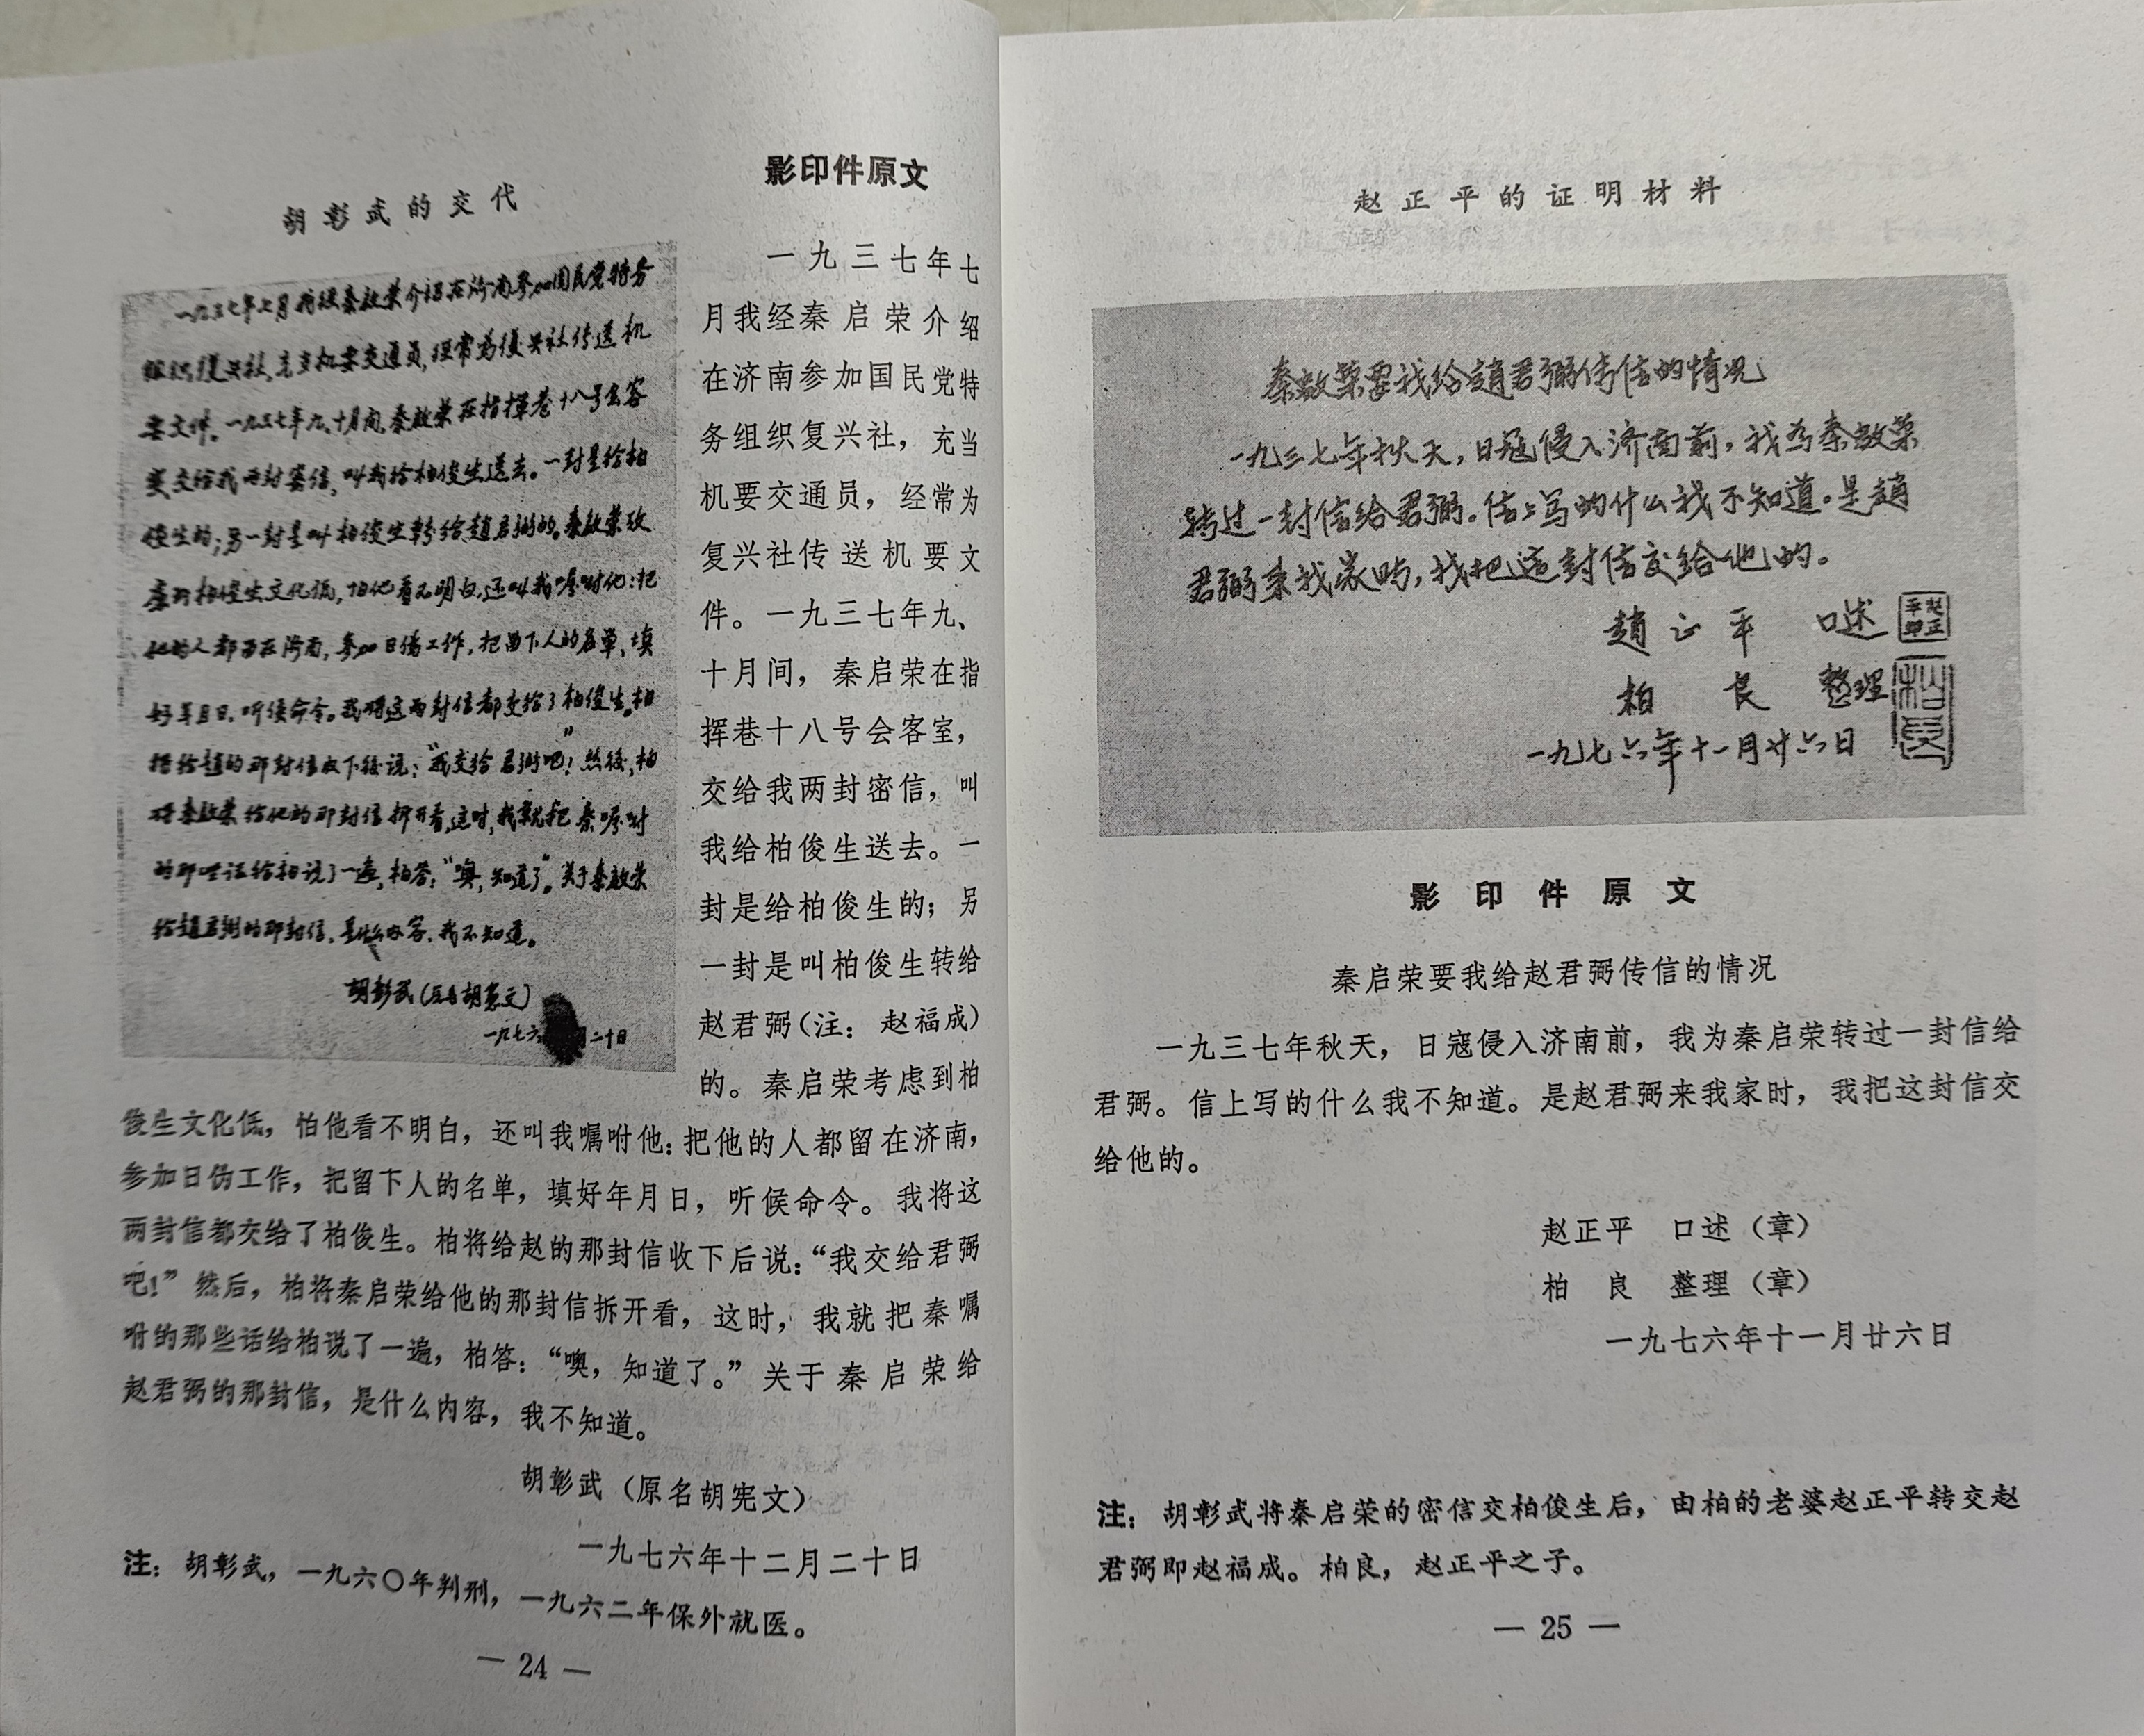 胡彰武的交代
一九三七年七月我经秦啟荣介绍在济南参加国民党特务
组织復兴社,充当机要交通员,经常为復兴社传送机
要文件。一九三七年九、十月间,秦啟荣在指揮巷十八号会客
室交给我两封密信,叫我给柏俊生送去。一封是给柏
俊生的;另一封是叫柏俊生轉给趙君弼的。秦啟荣攷
虑到柏俊生文化低,怕他看不明白,还叫我嘱咐他:把
他的人都留在济南,参加日偽工作,把留下人的名单,填
好年月日,听候命令。我将这两封信都交给了柏俊生。柏
将给趙的那封信收下後说:“我交给君弼吧!”然後,柏
将秦啟荣给他的那封信拆开看,这时,我就把秦嘱咐
的那些话给柏说了一遍,柏答:“噢,知道了”。关于秦啟荣
给趙君弼的那封信,是什么内容,我不知道。
胡彰武(原名胡憲文)
一九七六 月二十日
影印件原文
一九三七年七
月我经秦启荣介绍
在济南参加国民党特
务组织复兴社,充当
机要交通员,经常为
复兴社传送机要文
件。一九三七年九、
十月间,秦启荣在指
挥巷十八号会客室,
交给我两封密信,叫
我给柏俊生送去。一
封是给柏俊生的;另
一封是叫柏俊生转给
赵君弼(注:赵福成)
的。秦启荣考虑到柏
俊生文化低,怕他看不明白,还叫我嘱咐他:把他的人都留在济南,
参加日伪工作,把留下人的名单,填好年月日,听候命令。我将这
两封信都交给了柏俊生。柏将给赵的那封信收下后说:“我交给君弼
吧!”然后,柏将秦启荣给他的那封信拆开看,这时,我就把秦嘱
咐的那些话给柏说了一遍,柏答:“噢,知道了。”关于秦启荣给
赵君弼的那封信,是什么内容,我不知道。
胡彰武(原名胡宪文)
一九七六年十二月二十日
注:胡彰武,一九六〇年判刑,一九六二年保外就医。
— 24 —
赵正平的证明材料
秦啟荣要我给趙君弼传信的情况
一九三七年秋天,日寇侵入济南前,我为秦啟荣
转过一封信给君弼。信上写的什么我不知道。是趙
君弼来我家时,我把这封信交给他的。
趙正平 口述
赵正平印
柏良 整理
柏良
一九七六年十一月廿六日
影印件原文
秦启荣要我给赵君弼传信的情况
一九三七年秋天,日寇侵入济南前,我为秦启荣转过一封信给
君弼。信上写的什么我不知道。是赵君弼来我家时,我把这封信交
给他的。
赵正平 口述(章)
柏 良 整理(章)
一九七六年十一月廿六日
注:胡彰武将秦启荣的密信交柏俊生后,由柏的老婆赵正平转交赵
君弼即赵福成。柏良,赵正平之子。
— 25 —